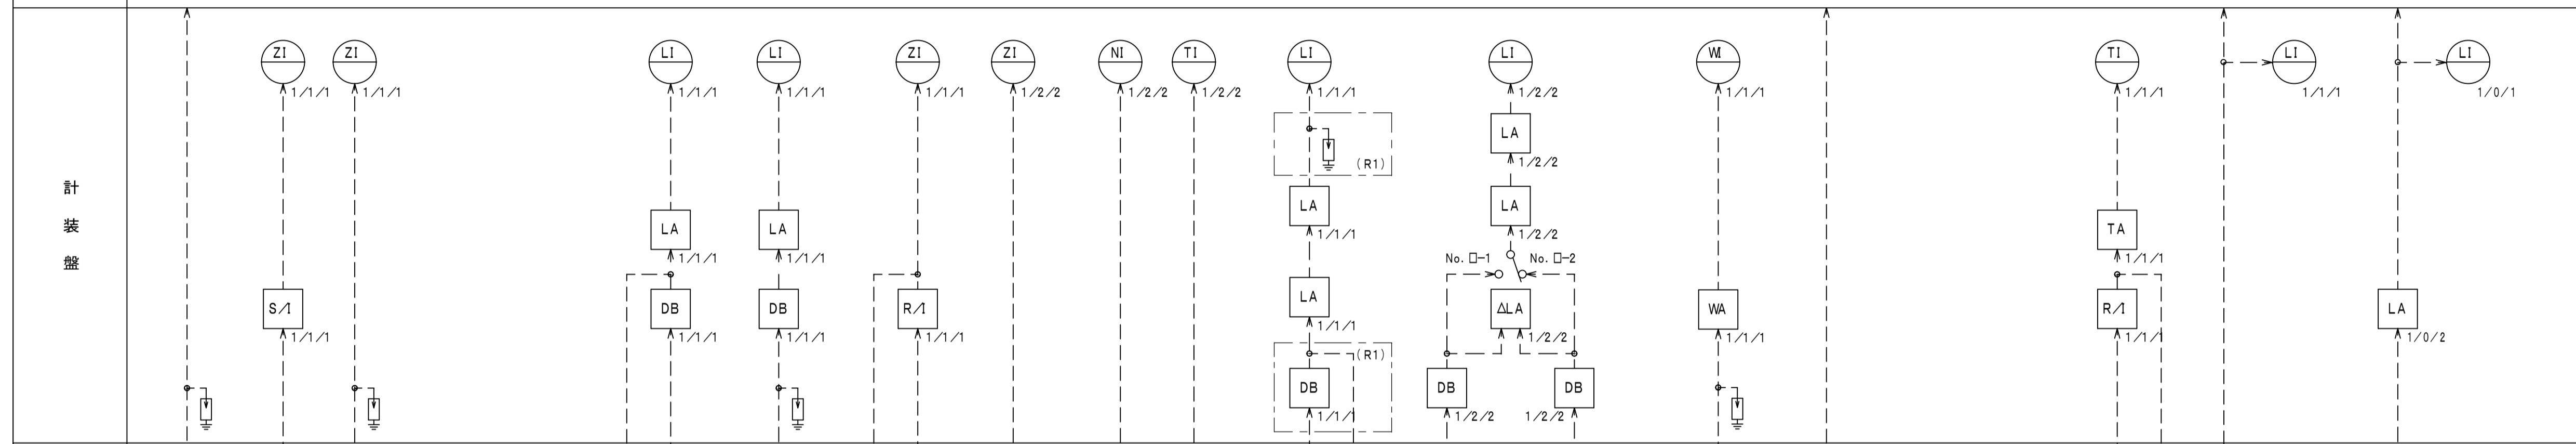 ZI ZI LI LI ZI ZI NI TI LI LI WI TI LI LI
1/1/1 1/1/1 1/1/1 1/1/1 1/1/1 1/2/2 1/2/2 1/2/2 1/1/1 1/2/2 1/1/1 1/1/1 1/1/1 1/0/1
LA
(R1) 1/2/2
計
装
盤
LA LA
LA LA 1/1/1 1/2/2 TA
1/1/1 1/1/1 No. □-1 No. □-2 1/1/1
S/I DB DB R/I LA ΔLA WA R/I LA
1/1/1 1/1/1 1/1/1 1/1/1 1/1/1 1/2/2 1/1/1 1/1/1 1/0/2
(R1)
DB DB DB
1/1/1 1/2/2 1/2/2